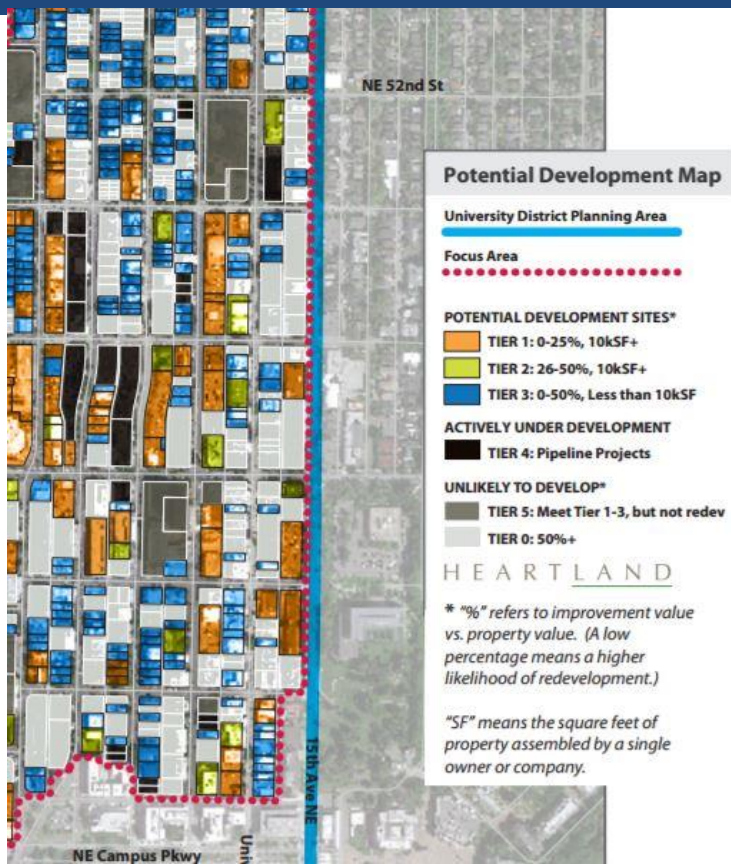 NE 52nd St
Potential Development Map
University District Planning Area
Focus Area
POTENTIAL DEVELOPMENT SITES*
TIER 1: 0-25%, 10kSF+
TIER 2: 26-50%, 10kSF+
TIER 3: 0-50%, Less than 10kSF
ACTIVELY UNDER DEVELOPMENT
TIER 4: Pipeline Projects
UNLIKELY TO DEVELOP*
TIER 5: Meet Tier 1-3, but not redev
TIER 0: 50%+
HEARTLAND
* "%" refers to improvement value
vs. property value. (A low
percentage means a higher
likelihood of redevelopment.)
"SF" means the square feet of
property assembled by a single
owner or company.
15th Ave NE
Univ
NE Campus Pkwy